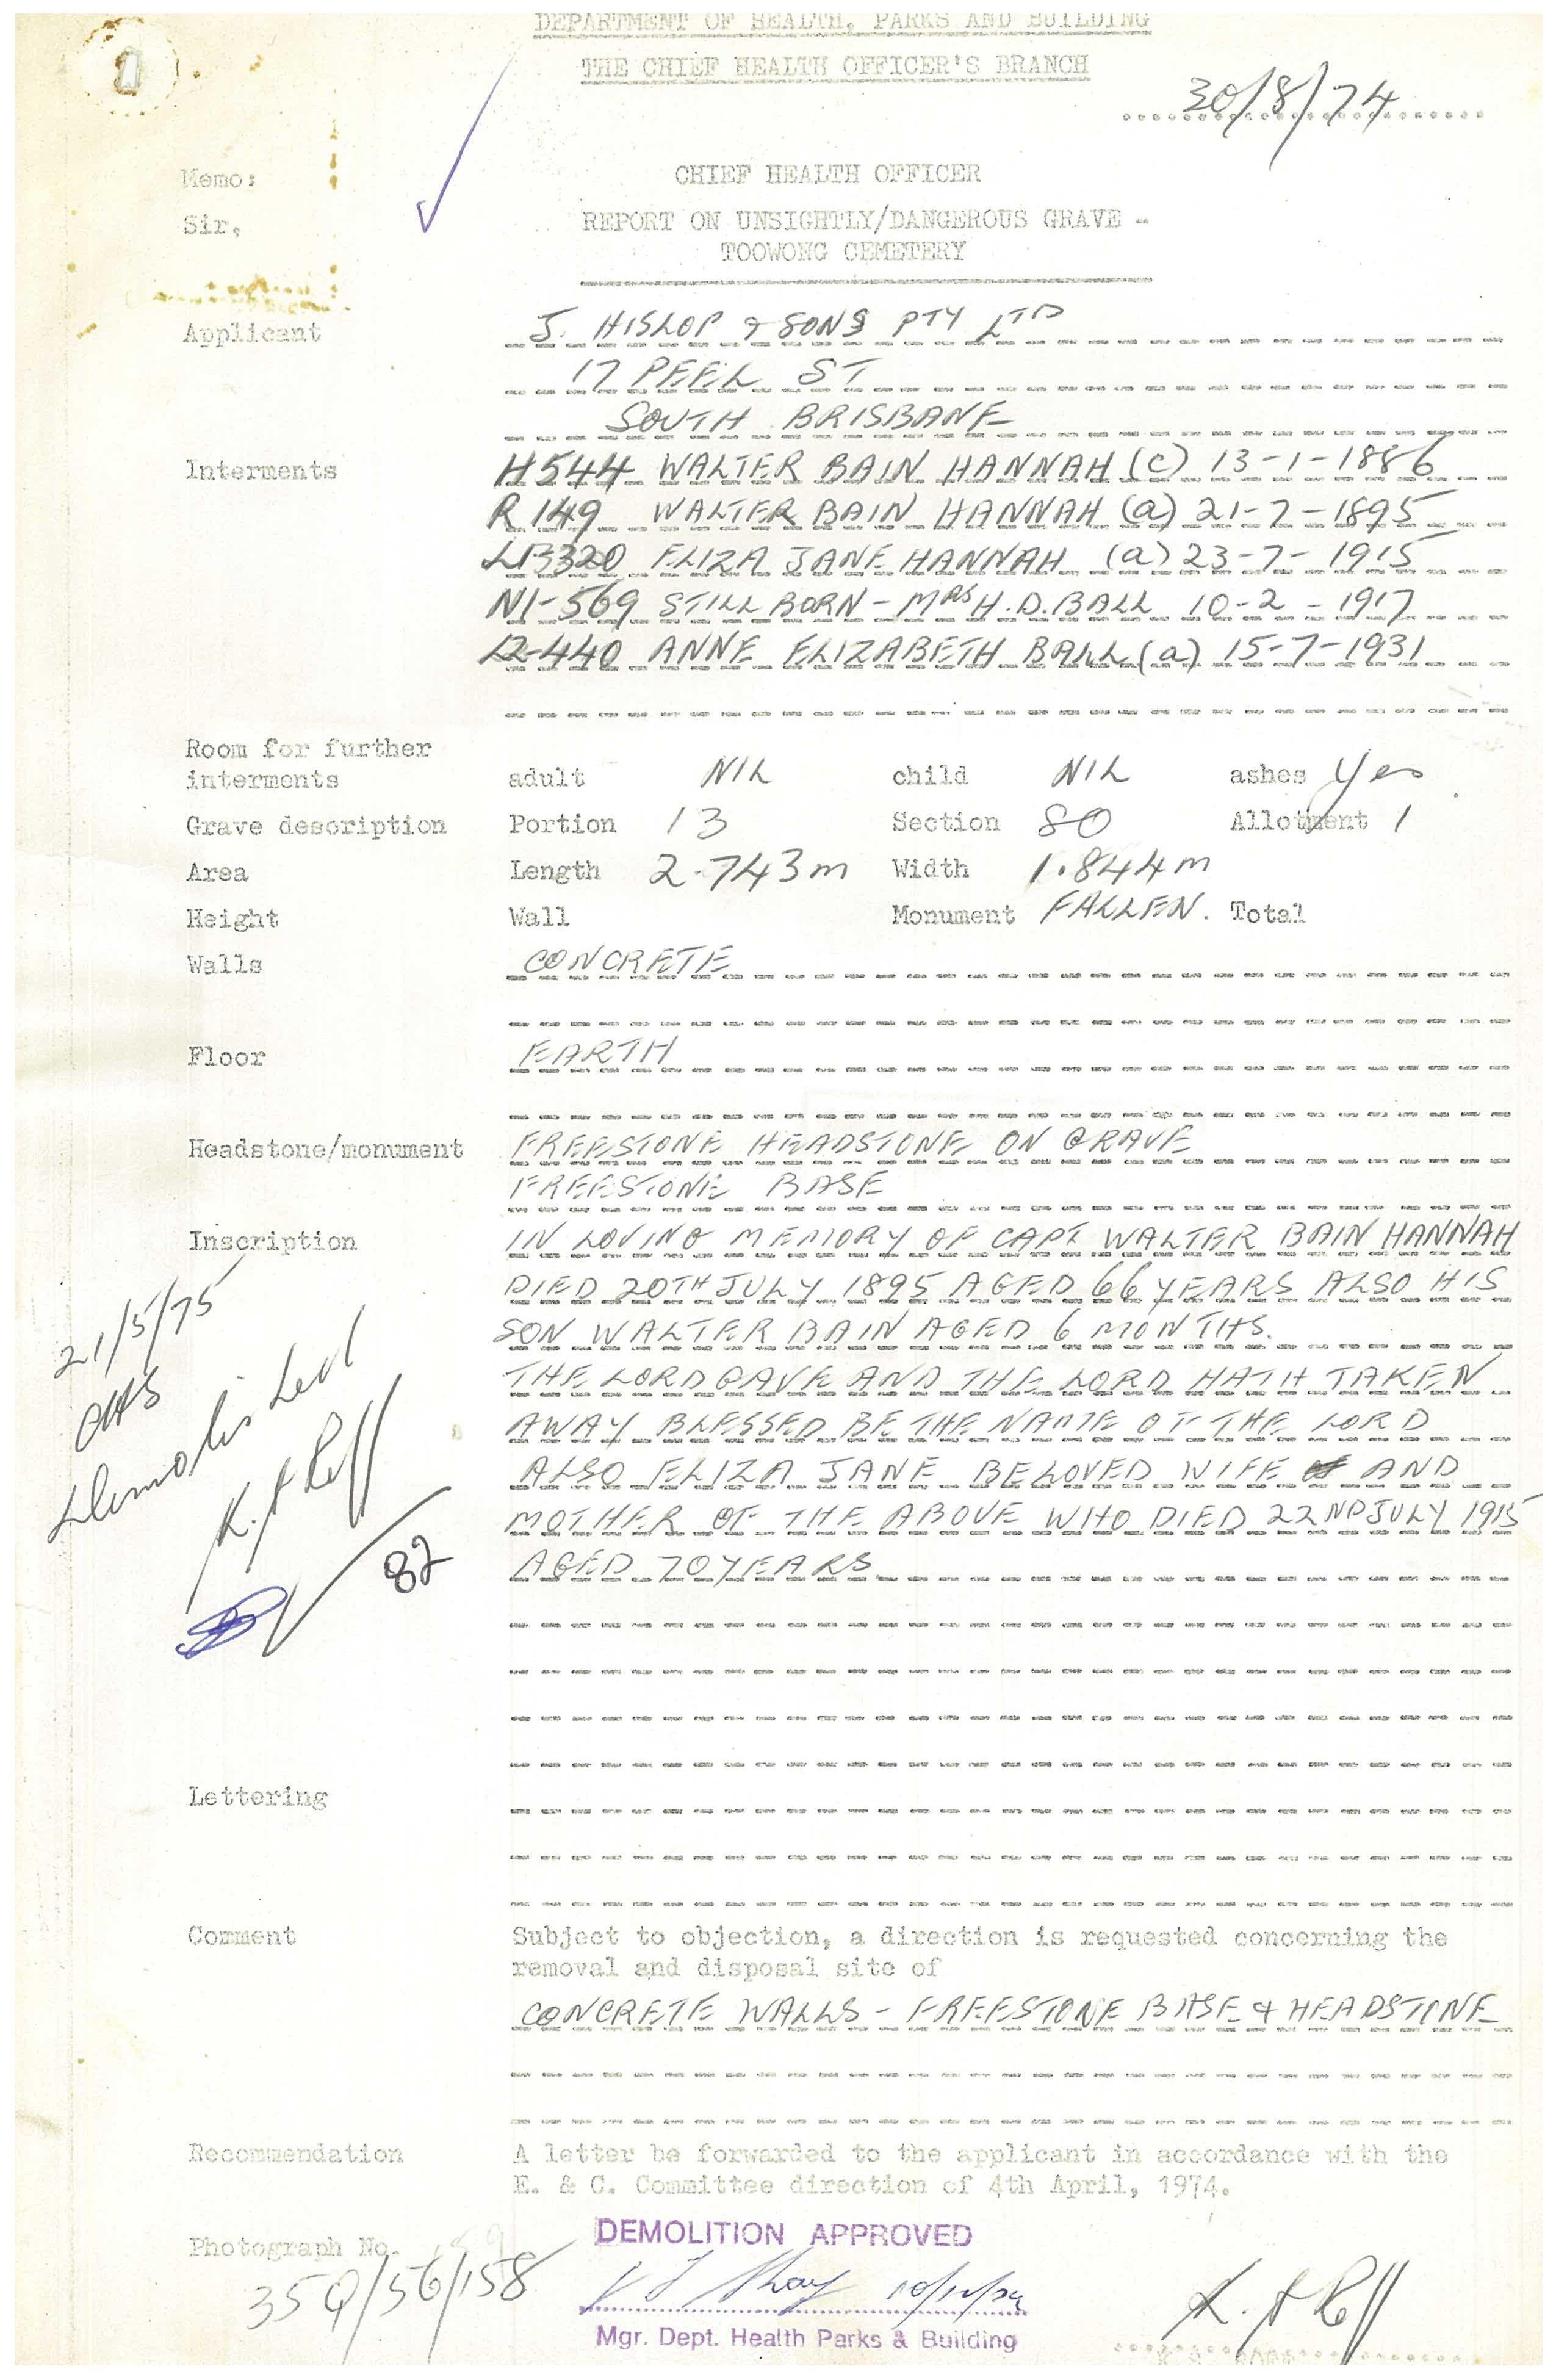 DEPARTMENT OF HEALTH, PARKS AND BUILDING
THE CHIEF HEALTH OFFICER'S BRANCH
30/8/74
Memo: CHIEF HEALTH OFFICER
Sir,
REPORT ON UNSIGHTLY/DANGEROUS GRAVE -
TOOWONG CEMETERY
Applicant J. HISLOP & SONS PTY LTD
17 PEEL ST
SOUTH BRISBANE
Interments H544 WALTER BAIN HANNAH (C) 13-1-1886
R149 WALTER BAIN HANNAH (a) 21-7-1895
LB320 ELIZA JANE HANNAH (a) 23-7-1915
N1-569 STILL BORN - MRS H.D. BALL 10-2-1917
440 ANNE ELIZABETH BALL (a) 15-7-1931
Room for further
interments adult NIL child NIL ashes Yes
Grave description Portion 13 Section 80 Allotment 1
Area Length 2.743m Width 1.844m
Height Wall Monument FALLEN. Total
Walls CONCRETE
Floor EARTH
Headstone/monument FREESTONE HEADSTONE ON GRAVE
FREESTONE BASE
Inscription IN LOVING MEMORY OF CAPT WALTER BAIN HANNAH
DIED 20TH JULY 1895 AGED 66 YEARS ALSO HIS
SON WALTER BAIN AGED 6 MONTHS.
THE LORD GAVE AND THE LORD HATH TAKEN
AWAY BLESSED BE THE NAME OF THE LORD
ALSO ELIZA JANE BELOVED WIFE AND
MOTHER OF THE ABOVE WHO DIED 22ND JULY 1915
AGED 70 YEARS
21/5/75
82
Lettering
Comment Subject to objection, a direction is requested concerning the
removal and disposal site of
CONCRETE WALLS - FREESTONE BASE & HEADSTONE
Recommendation A letter be forwarded to the applicant in accordance with the
E. & C. Committee direction of 4th April, 1974.
Photograph No.
35Q/56/158
DEMOLITION APPROVED
Mgr. Dept. Health Parks & Building